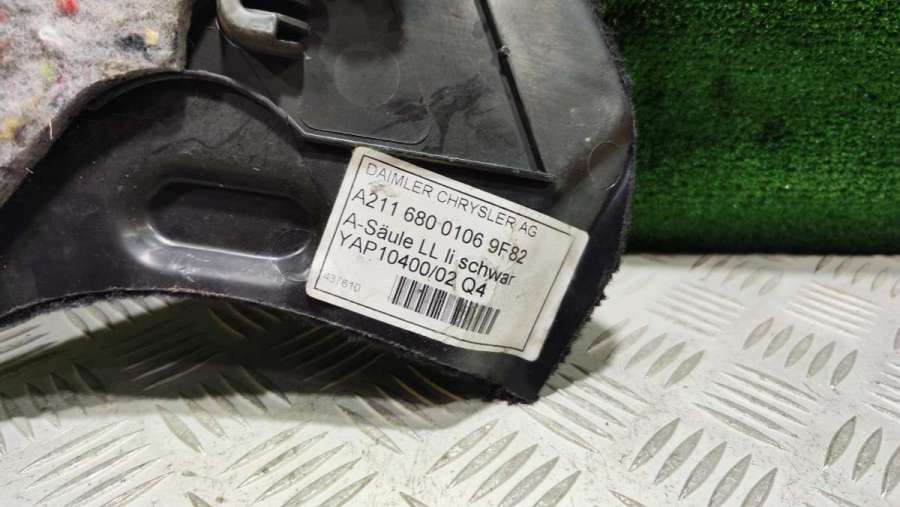 DAIMLER CHRYSLER AG
A211 680 0106 9F82
A-Säule LL li schwar
YAP10400/02 Q4